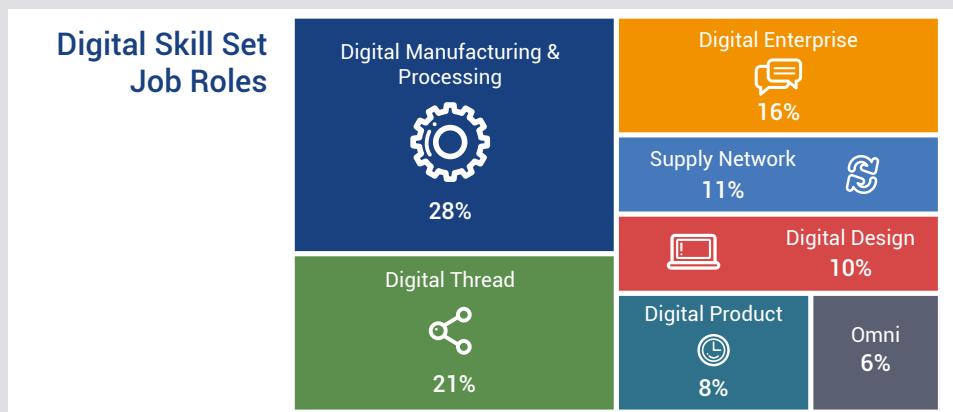 Digital Skill Set
Job Roles
Digital Manufacturing &
Processing
28%
Digital Thread
21%
Digital Enterprise
16%
Supply Network
11%
Digital Design
10%
Digital Product
8%
Omni
6%